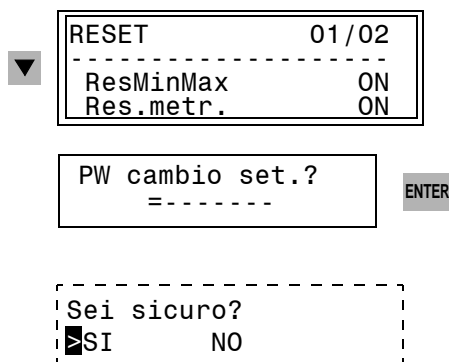 RESET 01/02
--------------------
▼
ResMinMax ON
Res.metr. ON
PW cambio set.?
=-------
ENTER
Sei sicuro?
>SI NO